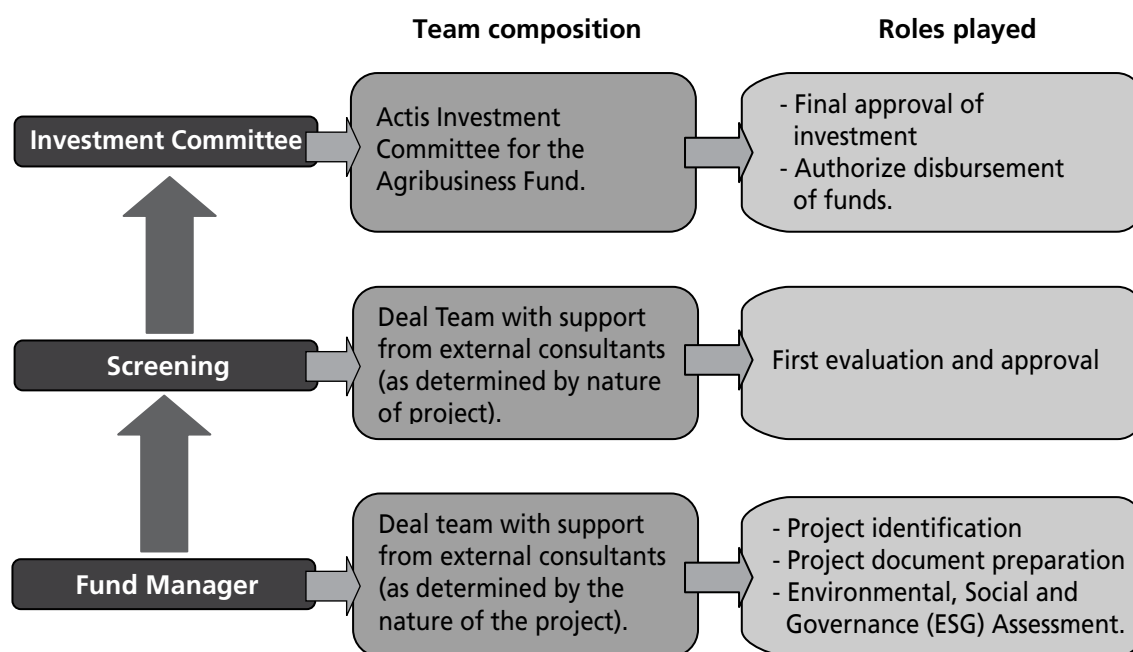 Team composition
Roles played
Investment Committee
Actis Investment
Committee for the
Agribusiness Fund.
- Final approval of
investment
- Authorize disbursement
of funds.
Screening
Deal Team with support
from external consultants
(as determined by nature
of project).
First evaluation and approval
Fund Manager
Deal team with support
from external consultants
(as determined by the
nature of the project).
- Project identification
- Project document preparation
- Environmental, Social and
Governance (ESG) Assessment.